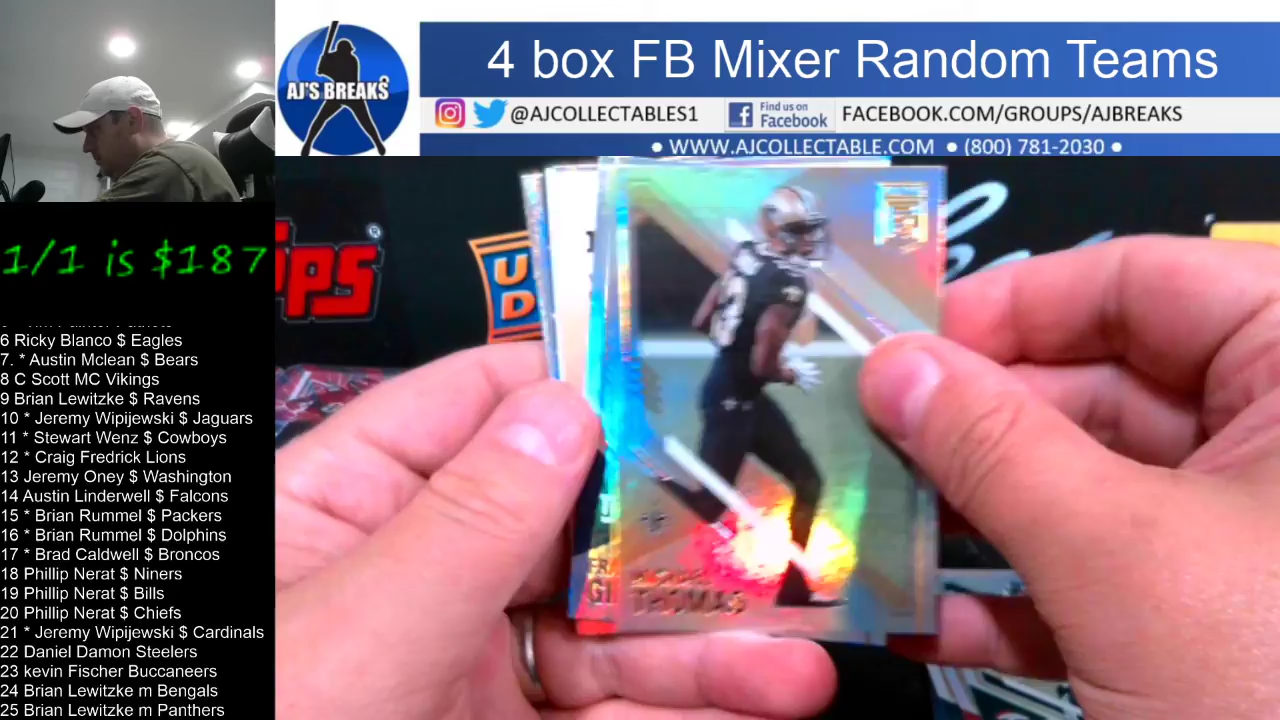 AJ'S BREAKS
4 box FB Mixer Random Teams
@AJCOLLECTABLES1
Find us on
Facebook
FACEBOOK.COM/GROUPS/AJBREAKS
• WWW.AJCOLLECTABLE.COM • (800) 781-2030 •
1/1 is $187
6 Ricky Blanco $ Eagles
7. * Austin Mclean $ Bears
8 C Scott MC Vikings
9 Brian Lewitzke $ Ravens
10 * Jeremy Wipijewski $ Jaguars
11 * Stewart Wenz $ Cowboys
12 * Craig Fredrick Lions
13 Jeremy Oney $ Washington
14 Austin Linderwell $ Falcons
15 * Brian Rummel $ Packers
16 * Brian Rummel $ Dolphins
17 * Brad Caldwell $ Broncos
18 Phillip Nerat $ Niners
19 Phillip Nerat $ Bills
20 Phillip Nerat $ Chiefs
21 * Jeremy Wipijewski $ Cardinals
22 Daniel Damon Steelers
23 kevin Fischer Buccaneers
24 Brian Lewitzke m Bengals
25 Brian Lewitzke m Panthers
PPS
U
D
MICHAEL
THOMAS